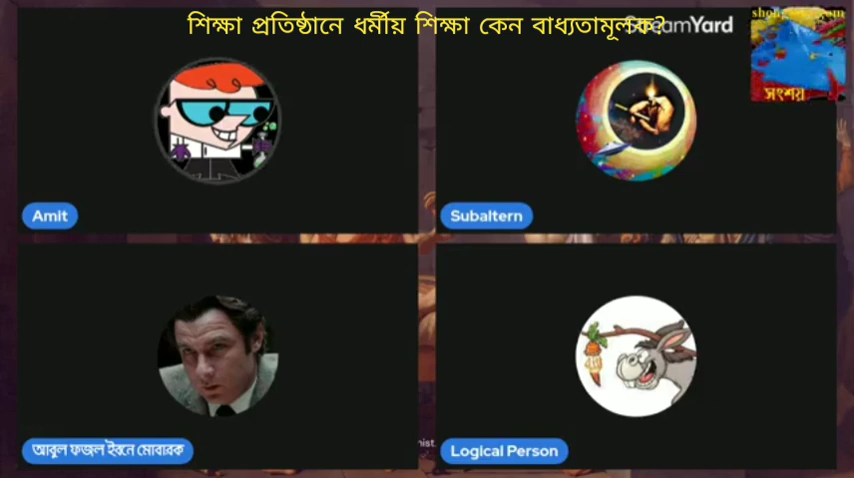 শিক্ষা প্রতিষ্ঠানে ধর্মীয় শিক্ষা কেন বাধ্যতামূলক?
StreamYard
সংশয়
Amit
Subaltern
আবুল ফজল ইবনে মোবারক
Logical Person